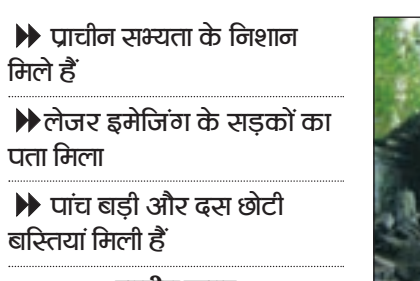 ▶▶ प्राचीन सभ्यता के निशान
मिले हैं
▶▶लेजर इमेजिंग के सड़कों का
पता मिला
▶▶ पांच बड़ी और दस छोटी
बस्तियां मिली हैं